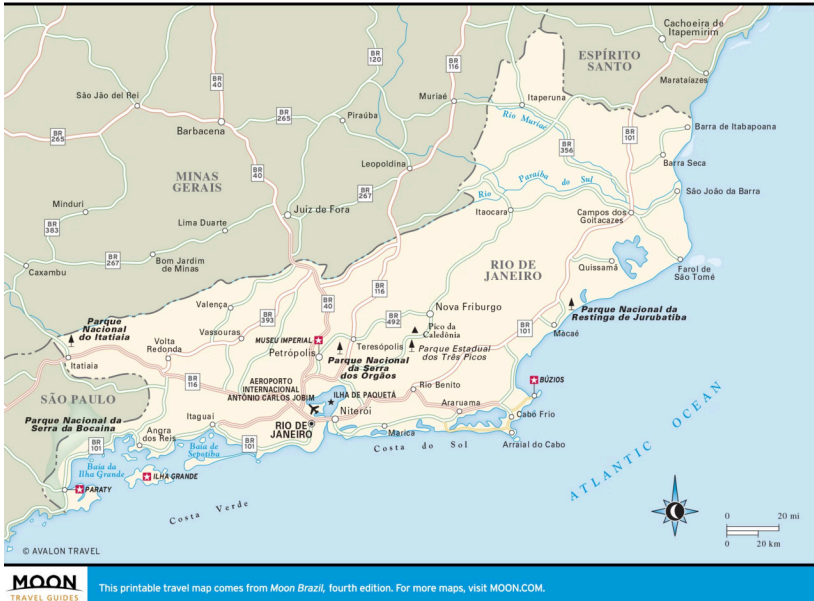 Cachoeira de
Itapemirim
ESPÍRITO
SANTO
Marataíazes
BR
120
BR
116
BR
40
São João del Rei
BR
265
Muriaé
Itaperuna
Piraúba
Rio Muriaé
Barbacena
BR
265
BR
101
Barra de Itabapoana
BR
356
Leopoldina
Barra Seca
MINAS
GERAIS
BR
40
Rio Paraíba do Sul
São João da Barra
BR
267
Minduri
Juiz de Fora
Itaocara
Campos dos
Goitacazes
Lima Duarte
BR
383
BR
267
Bom Jardim
de Minas
Caxambu
RIO DE
JANEIRO
Quissamã
Farol de
São Tomé
BR
116
BR
40
Valença
BR
393
BR
492
Nova Friburgo
Parque Nacional da
Restinga de Jurubatiba
Parque
Nacional
do Itatiaia
Vassouras
MUSEU IMPERIAL
Pico da
Caledônia
BR
101
Macaé
Volta
Redonda
Petrópolis
Teresópolis
Parque Estadual
dos Três Picos
Itatiaia
Parque Nacional
da Serra
dos Órgãos
BR
116
AEROPORTO
INTERNACIONAL
ANTÔNIO CARLOS JOBIM
ILHA DE PAQUETÁ
Rio Benito
BÚZIOS
SÃO PAULO
Araruama
Cabo Frio
Parque Nacional da
Serra da Bocaina
Itaguaí
Niterói
RIO DE
JANEIRO
Angra
dos Reis
Marica
Arraial do Cabo
BR
101
Baía de
Sepetiba
BR
101
Costa do Sol
Baía da
Ilha Grande
ILHA GRANDE
PARATY
Costa Verde
ATLANTIC OCEAN
0 20 mi
0 20 km
© AVALON TRAVEL
MOON
TRAVEL GUIDES
This printable travel map comes from Moon Brazil, fourth edition. For more maps, visit MOON.COM.